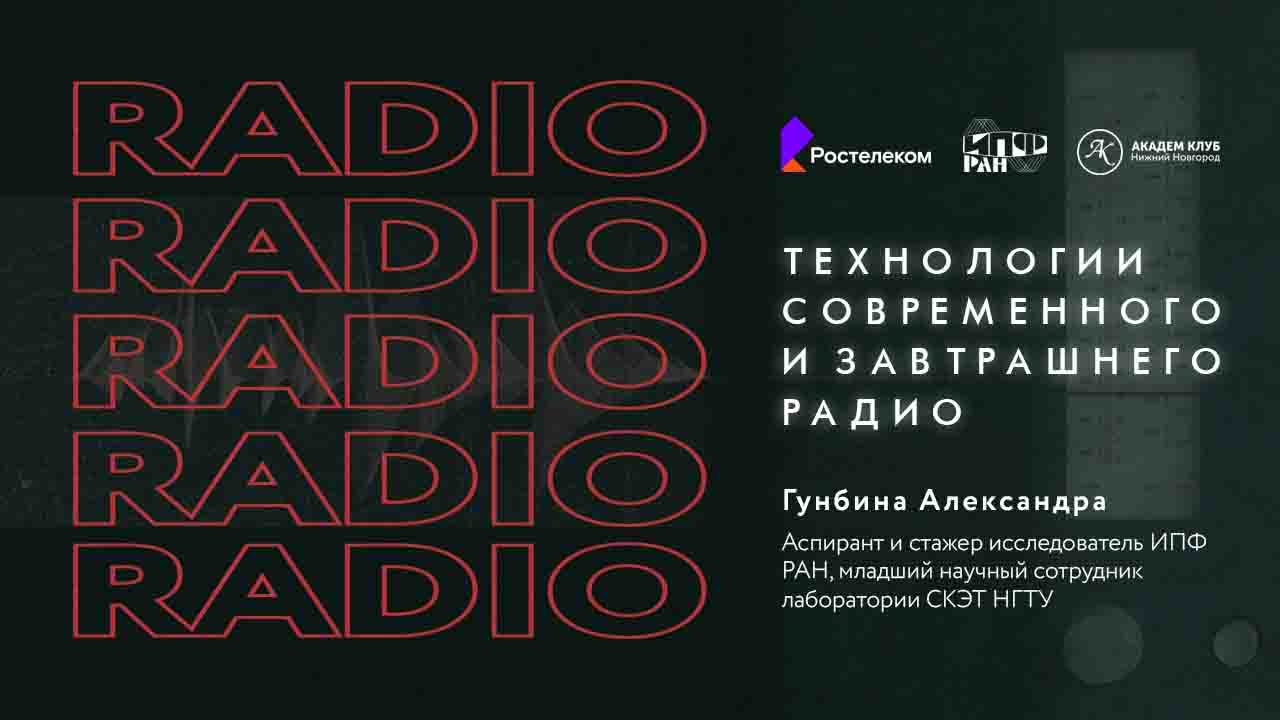 RADIO
RADIO
RADIO
RADIO
RADIO
Ростелеком
ИПФ
РАН
АК
АКАДЕМ КЛУБ
Нижний Новгород
ТЕХНОЛОГИИ
СОВРЕМЕННОГО
И ЗАВТРАШНЕГО
РАДИО
Гунбина Александра
Аспирант и стажер исследователь ИПФ
РАН, младший научный сотрудник
лаборатории СКЭТ НГТУ